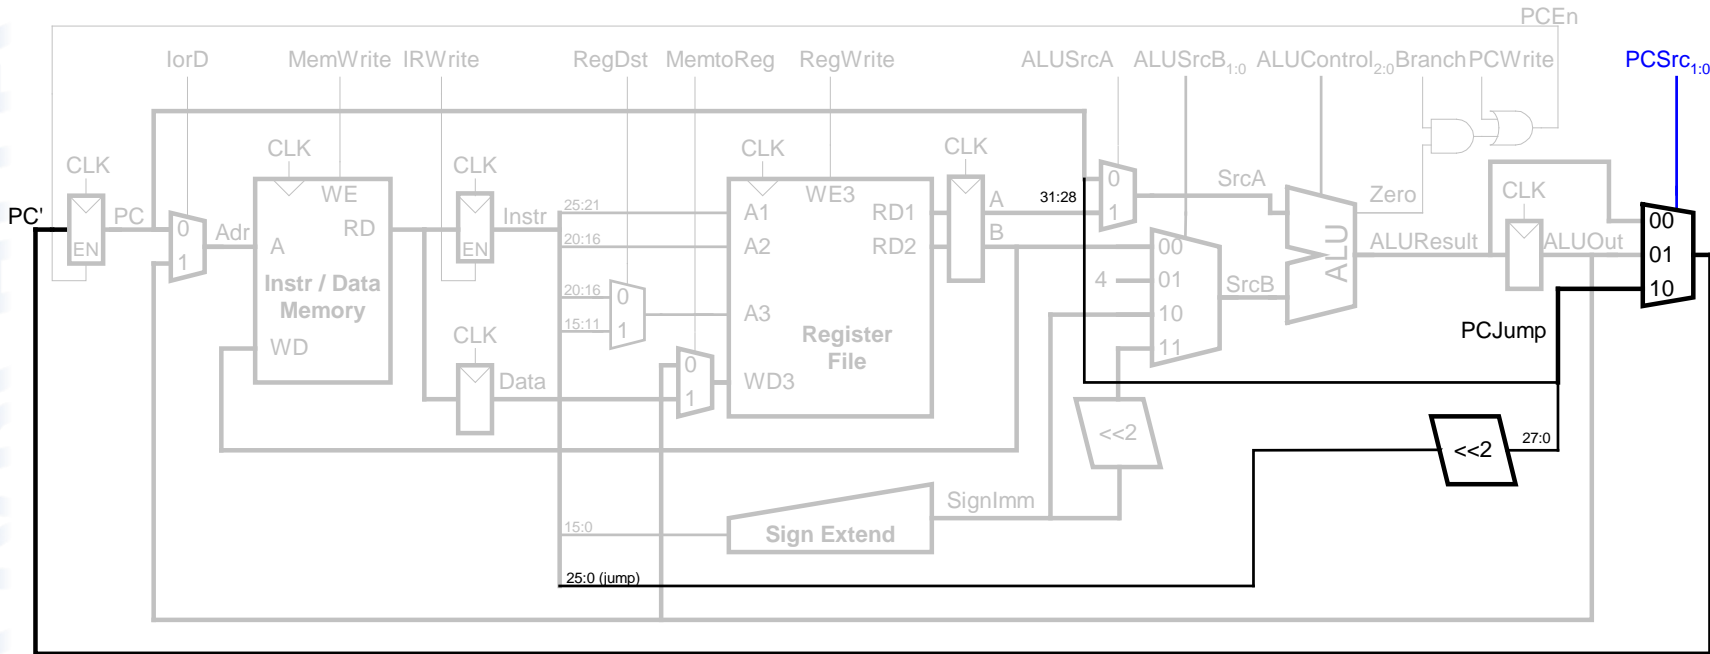 PCEn
IorD MemWrite IRWrite RegDst MemtoReg RegWrite ALUSrcA ALUSrcB1:0 ALUControl2:0 Branch PCWrite PCSrc1:0
CLK CLK CLK CLK CLK CLK
PC' PC EN
0 1 Adr
WE A RD
Instr / Data
Memory
WD
EN Instr
CLK Data
25:21
20:16
20:16
15:11
0 1
0 1
WE3
A1 RD1
A2 RD2
A3
Register
File
WD3
A
B
31:28
0 1
SrcA
00
4 01
10
11
SrcB
ALU
Zero
ALUResult
ALUOut
00
01
10
PCJump
<<2
<<2 27:0
SignImm
15:0 Sign Extend
25:0 (jump)